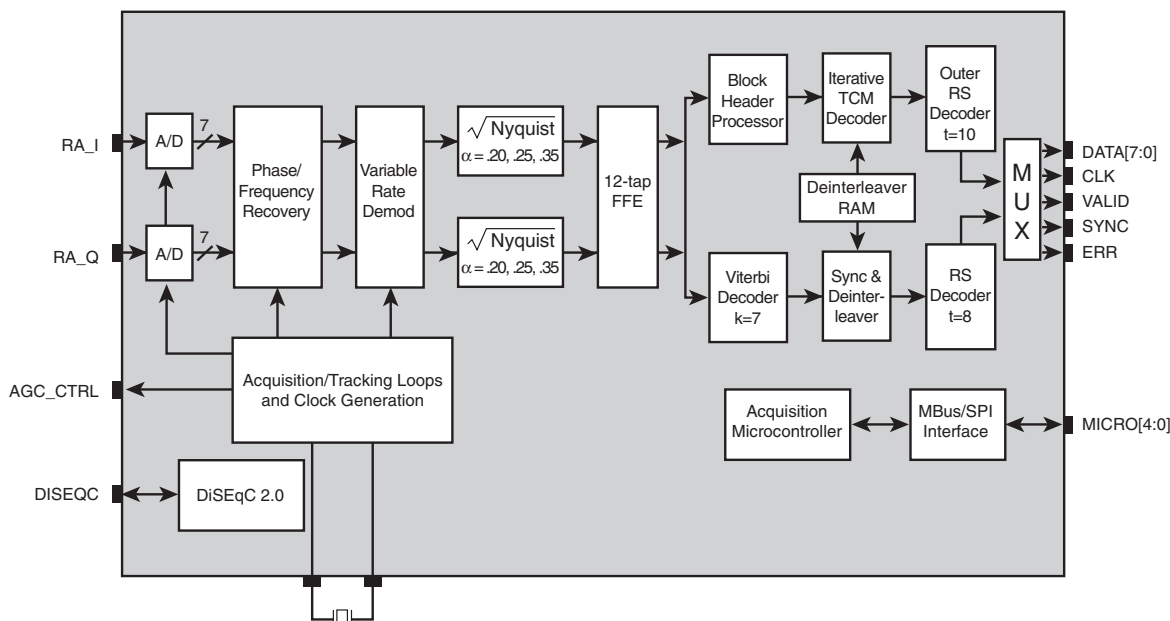 RA_I
A/D
7
RA_Q
A/D
7
Phase/
Frequency
Recovery
Variable
Rate
Demod
√Nyquist
α = .20, .25, .35
√Nyquist
α = .20, .25, .35
12-tap
FFE
Block
Header
Processor
Iterative
TCM
Decoder
Outer
RS
Decoder
t=10
Deinterleaver
RAM
Viterbi
Decoder
k=7
Sync &
Deinter-
leaver
RS
Decoder
t=8
M
U
X
DATA[7:0]
CLK
VALID
SYNC
ERR
AGC_CTRL
Acquisition/Tracking Loops
and Clock Generation
Acquisition
Microcontroller
MBus/SPI
Interface
MICRO[4:0]
DISEQC
DiSEqC 2.0